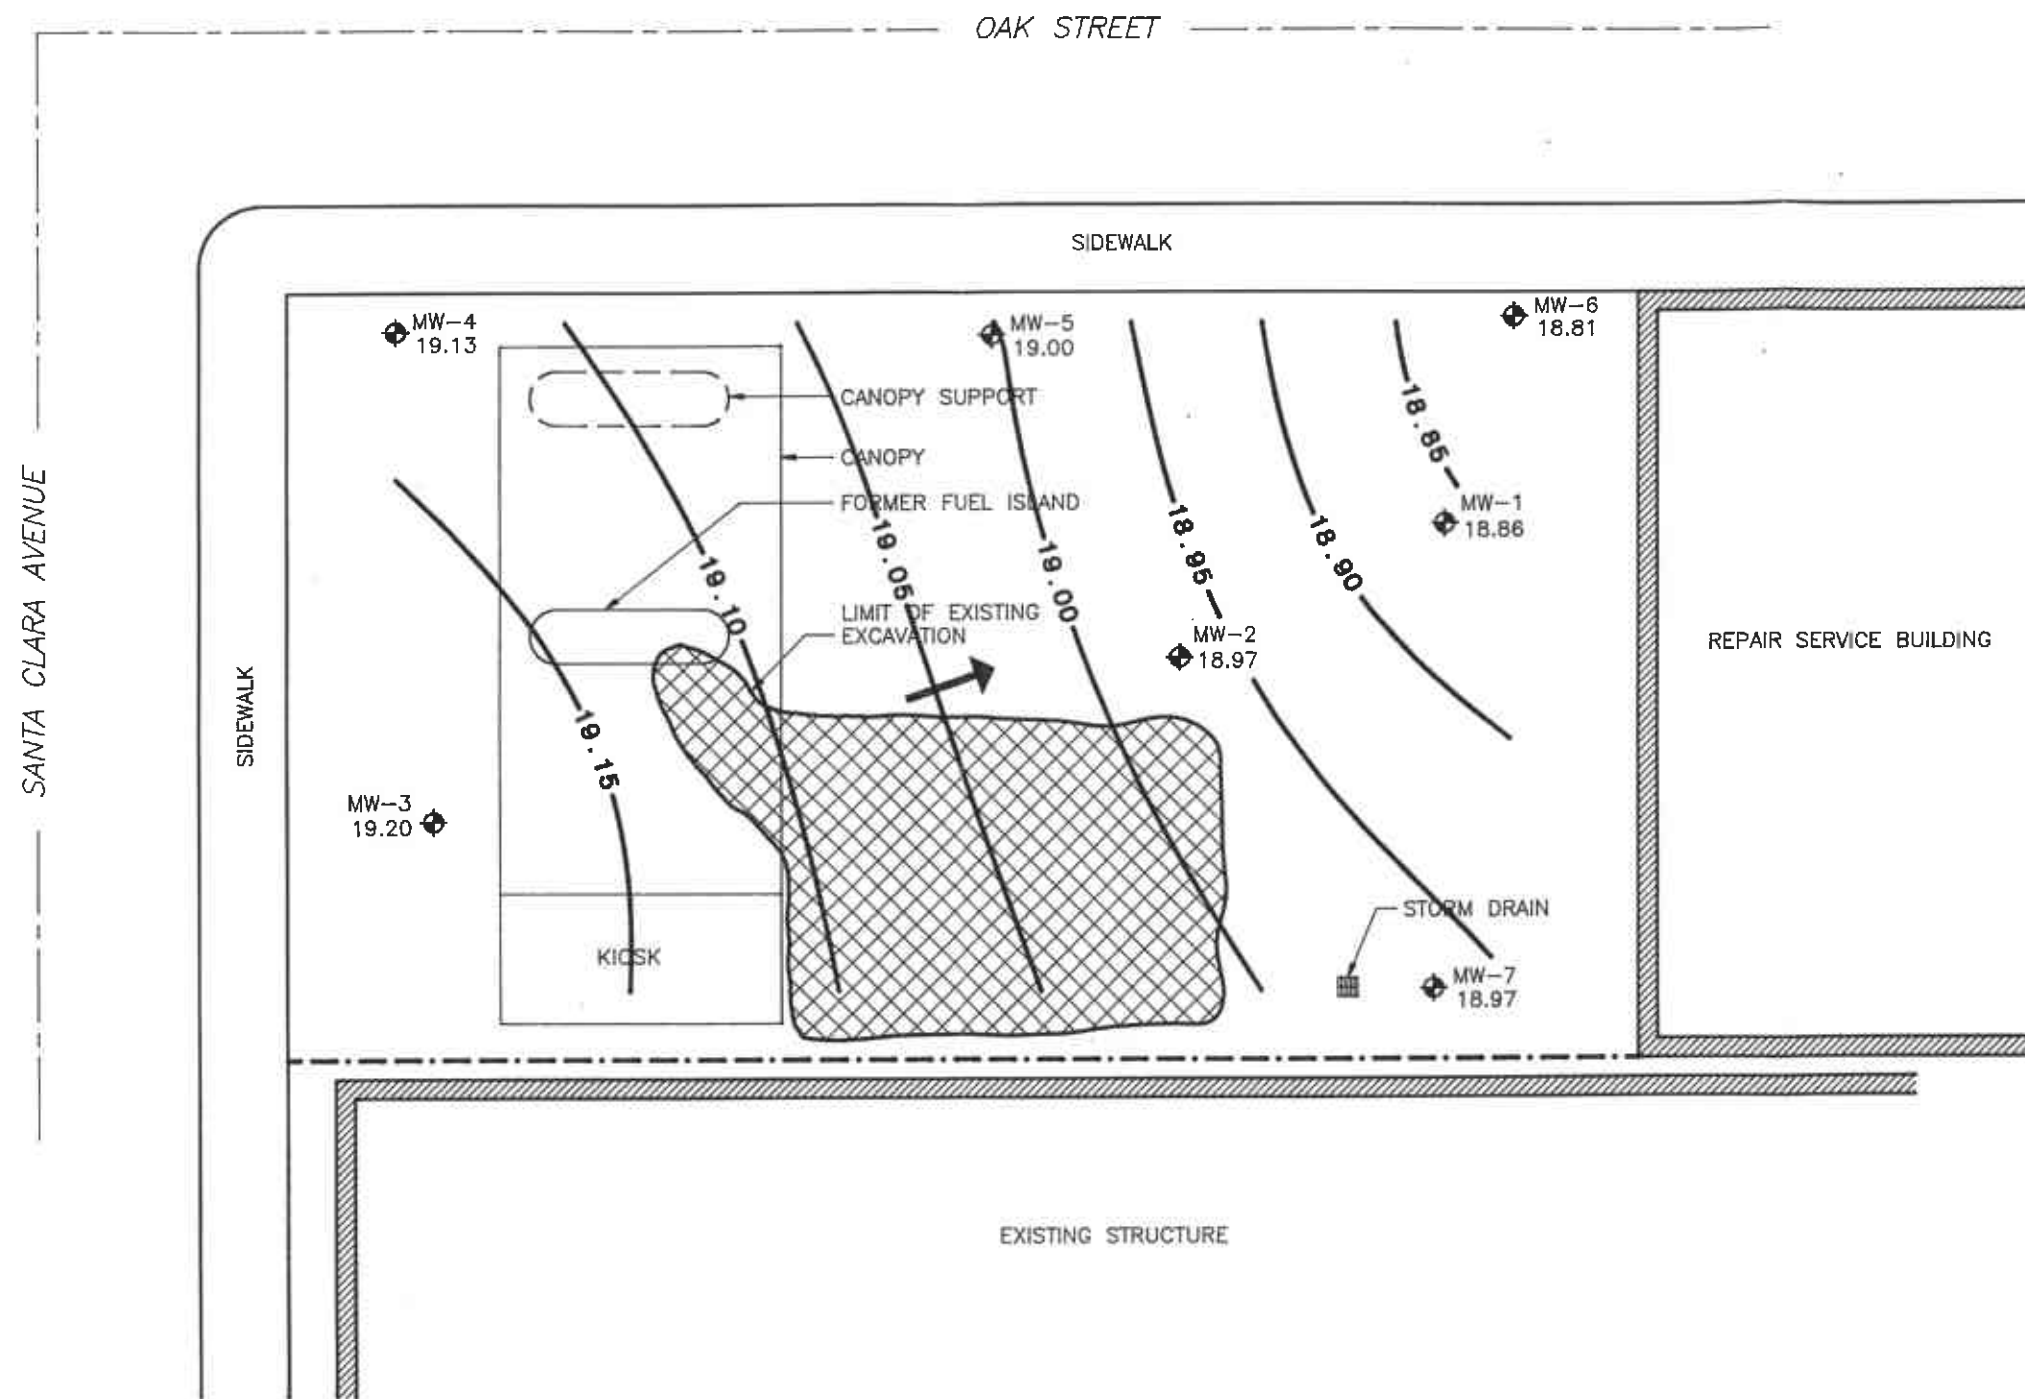 OAK STREET
SIDEWALK
MW-4
19.13
MW-5
19.00
MW-6
18.81
CANOPY SUPPORT
CANOPY
FORMER FUEL ISLAND
18.85
MW-1
18.86
SANTA CLARA AVENUE
19.10
19.05
19.00
18.95
18.90
LIMIT OF EXISTING
EXCAVATION
MW-2
18.97
REPAIR SERVICE BUILDING
SIDEWALK
19.15
MW-3
19.20
STORM DRAIN
KIOSK
MW-7
18.97
EXISTING STRUCTURE